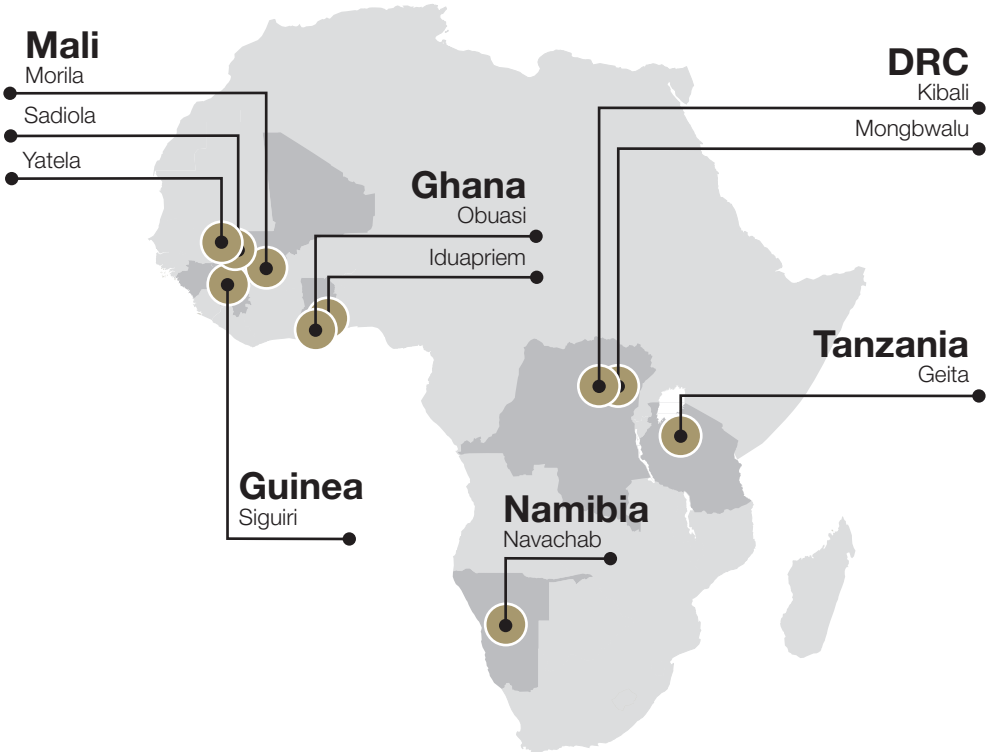 Mali
Morila
Sadiola
Yatela
DRC
Kibali
Mongbwalu
Ghana
Obuasi
Iduapriem
Tanzania
Geita
Guinea
Siguiri
Namibia
Navachab